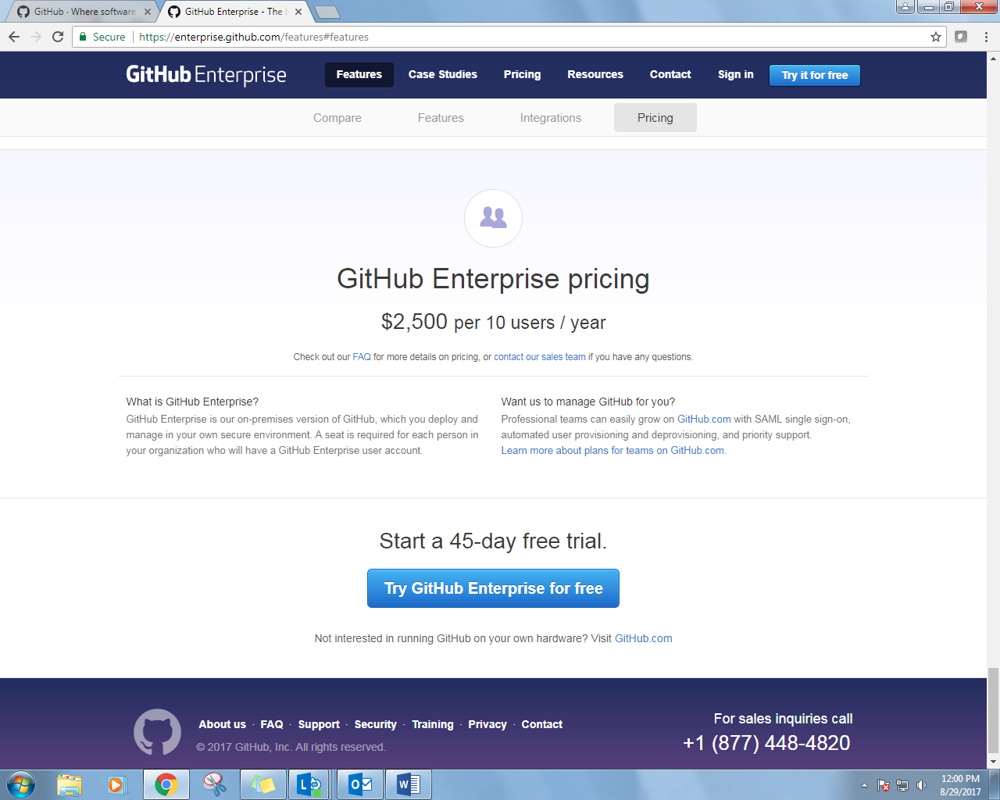 GitHub · Where software
GitHub Enterprise - The b
Secure
https://enterprise.github.com/features#features
GitHub Enterprise
Features
Case Studies
Pricing
Resources
Contact
Sign in
Try it for free
Compare
Features
Integrations
Pricing
GitHub Enterprise pricing
$2,500 per 10 users / year
Check out our FAQ for more details on pricing, or contact our sales team if you have any questions.
What is GitHub Enterprise?
GitHub Enterprise is our on-premises version of GitHub, which you deploy and
manage in your own secure environment. A seat is required for each person in
your organization who will have a GitHub Enterprise user account.
Want us to manage GitHub for you?
Professional teams can easily grow on GitHub.com with SAML single sign-on,
automated user provisioning and deprovisioning, and priority support.
Learn more about plans for teams on GitHub.com.
Start a 45-day free trial.
Try GitHub Enterprise for free
Not interested in running GitHub on your own hardware? Visit GitHub.com
About us · FAQ · Support · Security · Training · Privacy · Contact
© 2017 GitHub, Inc. All rights reserved.
For sales inquiries call
+1 (877) 448-4820
12:00 PM
8/29/2017